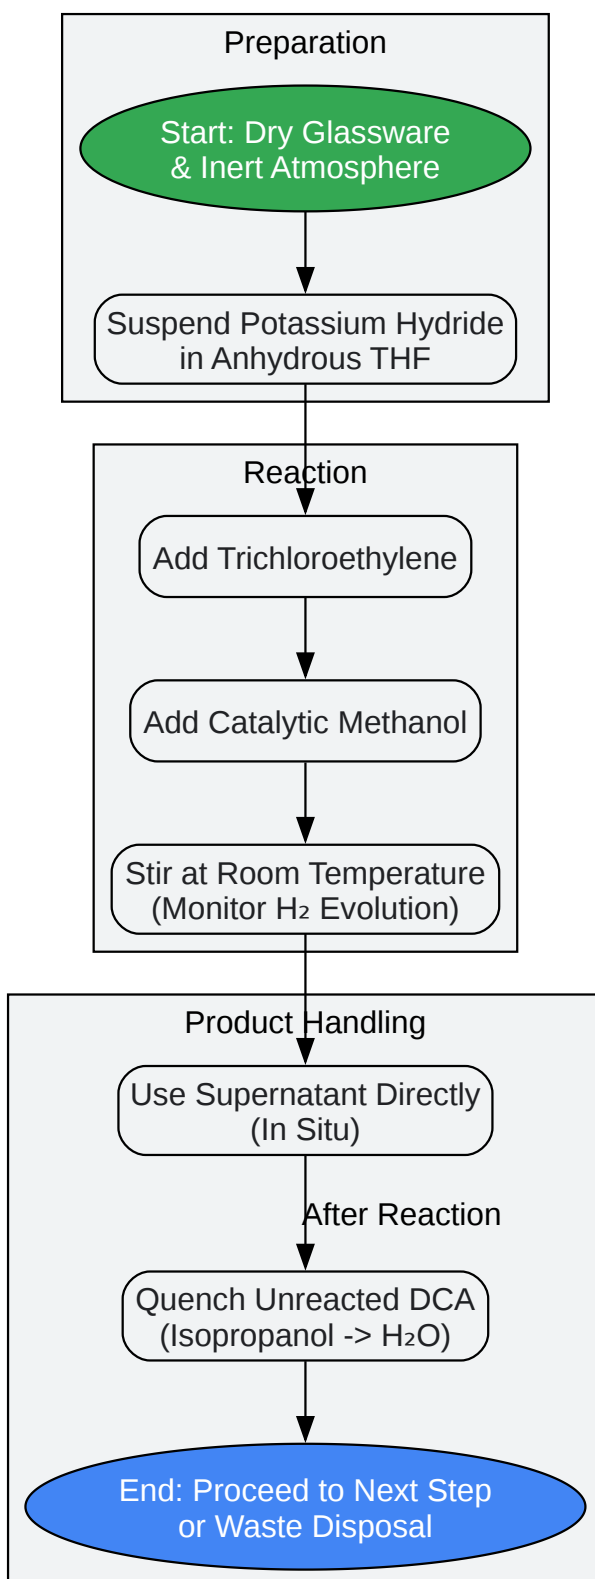 Preparation
Start: Dry Glassware
& Inert Atmosphere
Suspend Potassium Hydride
in Anhydrous THF
Reaction
Add Trichloroethylene
Add Catalytic Methanol
Stir at Room Temperature
(Monitor H₂ Evolution)
Product Handling
Use Supernatant Directly
(In Situ)
After Reaction
Quench Unreacted DCA
(Isopropanol -> H₂O)
End: Proceed to Next Step
or Waste Disposal